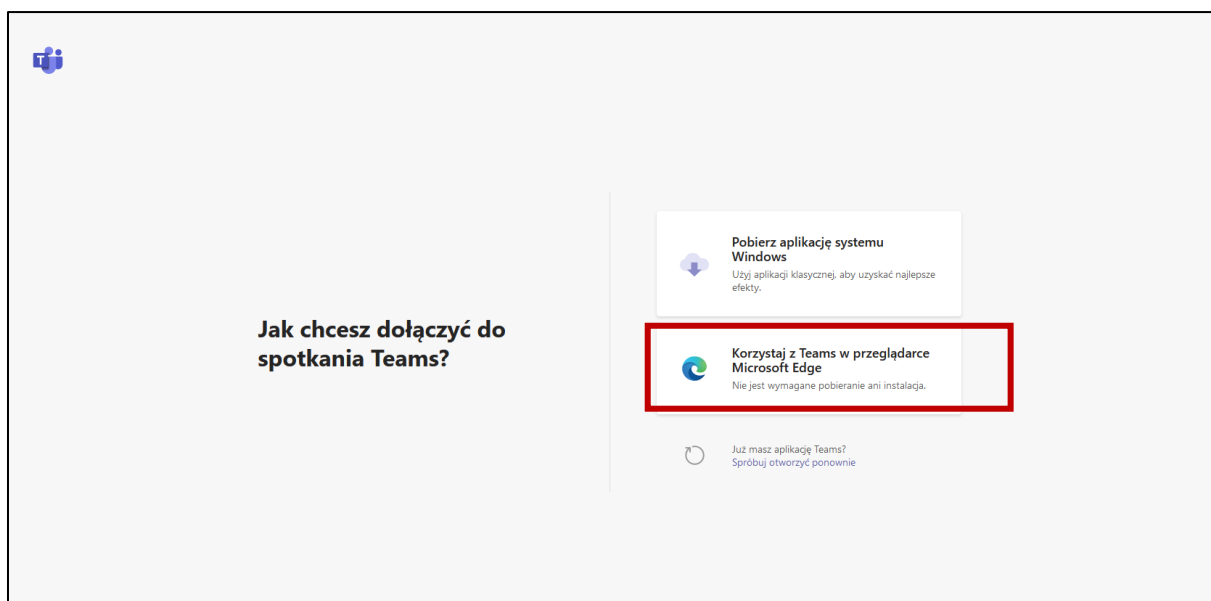 T
Pobierz aplikację systemu
Windows
Użyj aplikacji klasycznej, aby uzyskać najlepsze
efekty.
Jak chcesz dołączyć do
spotkania Teams?
Korzystaj z Teams w przeglądarce
Microsoft Edge
Nie jest wymagane pobieranie ani instalacja.
Już masz aplikację Teams?
Spróbuj otworzyć ponownie